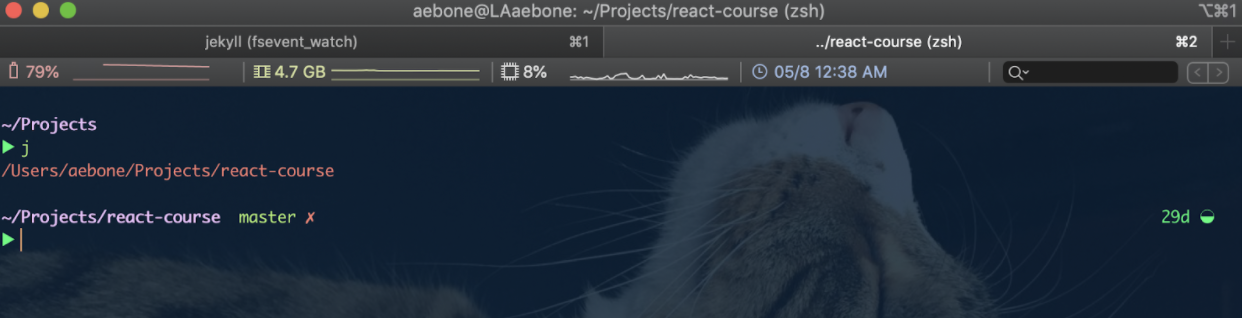 aebone@LAaebone: ~/Projects/react-course (zsh) ⌥⌘1
jekyll (fsevent_watch) ⌘1 ../react-course (zsh) ⌘2
79% 4.7 GB 8% 05/8 12:38 AM
~/Projects
▶ j
/Users/aebone/Projects/react-course
~/Projects/react-course master ✗ 29d
▶